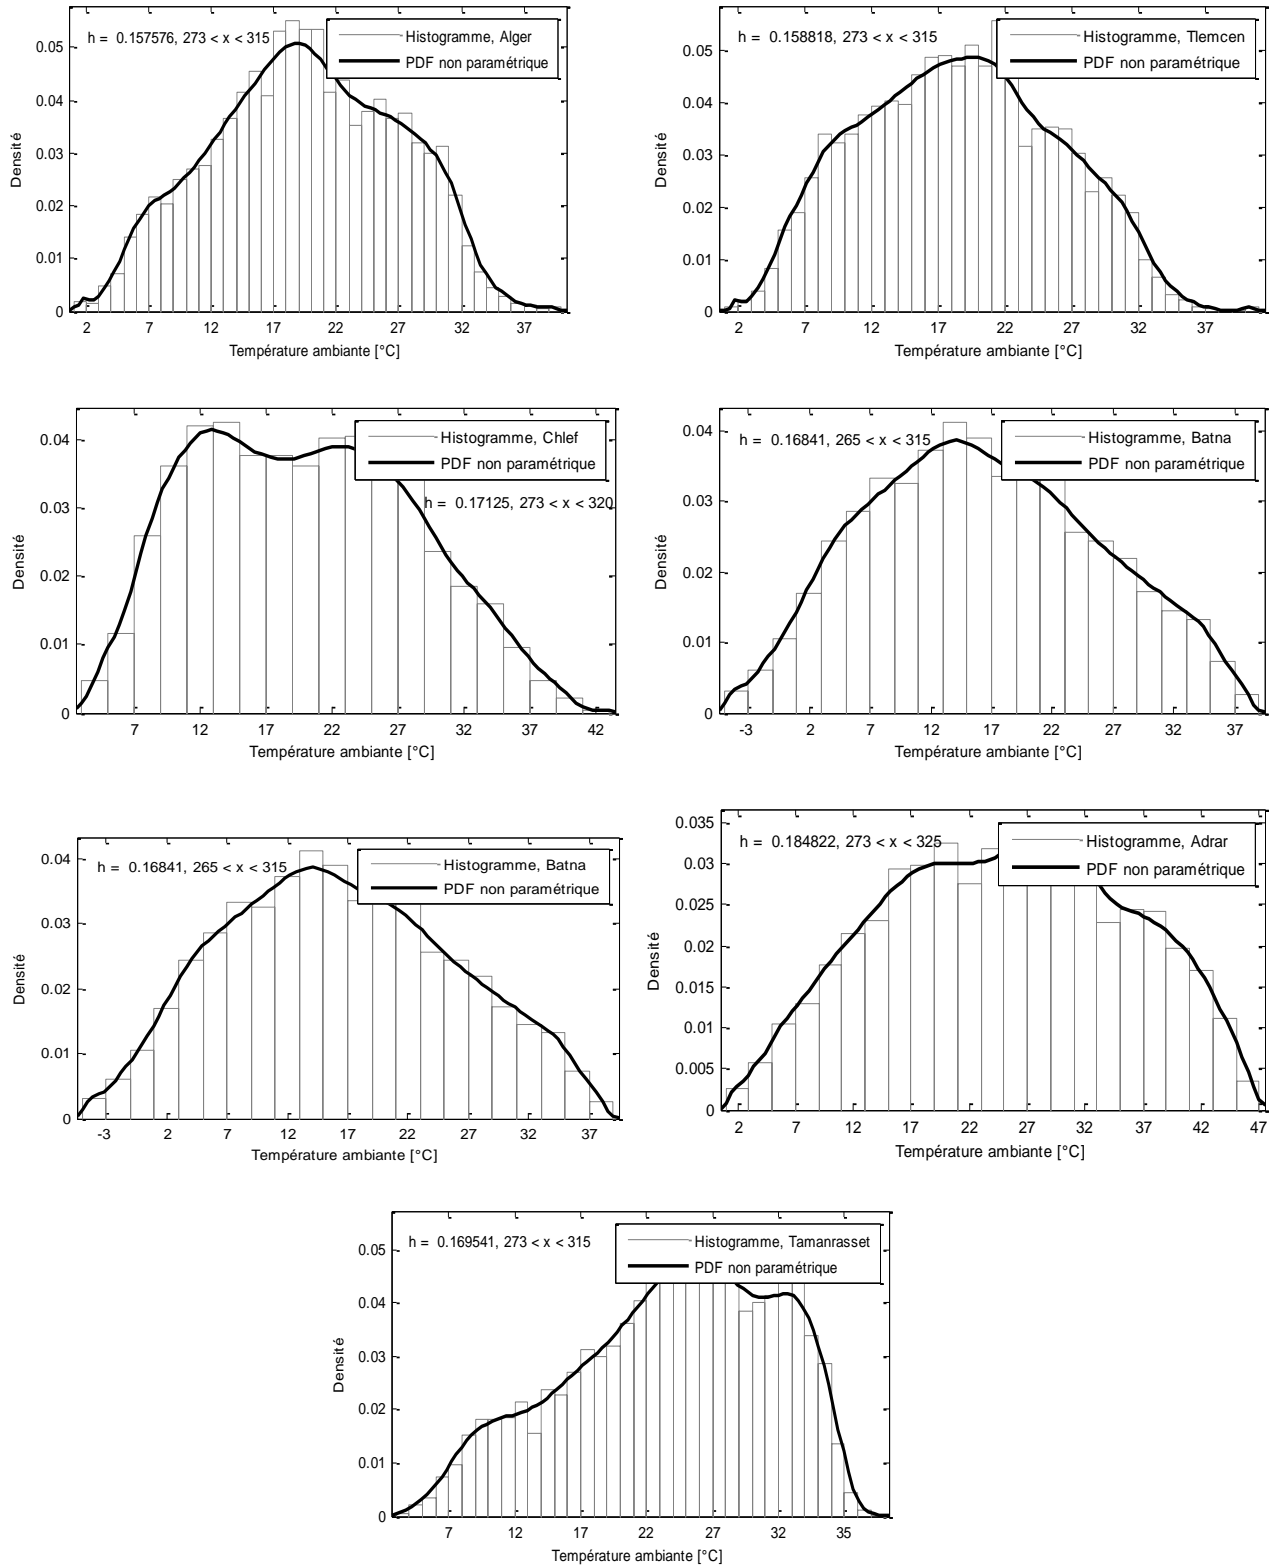 h = 0.157576, 273 < x < 315
Histogramme, Alger
PDF non paramétrique
Densité
0.05
0.04
0.03
0.02
0.01
0
2 7 12 17 22 27 32 37
Température ambiante [°C]
h = 0.158818, 273 < x < 315
Histogramme, Tlemcen
PDF non paramétrique
Densité
0.05
0.04
0.03
0.02
0.01
0
2 7 12 17 22 27 32 37
Température ambiante [°C]
Histogramme, Chlef
PDF non paramétrique
h = 0.17125, 273 < x < 320
Densité
0.04
0.03
0.02
0.01
0
7 12 17 22 27 32 37 42
Température ambiante [°C]
h = 0.16841, 265 < x < 315
Histogramme, Batna
PDF non paramétrique
Densité
0.04
0.03
0.02
0.01
0
-3 2 7 12 17 22 27 32 37
Température ambiante [°C]
h = 0.16841, 265 < x < 315
Histogramme, Batna
PDF non paramétrique
Densité
0.04
0.03
0.02
0.01
0
-3 2 7 12 17 22 27 32 37
Température ambiante [°C]
h = 0.184822, 273 < x < 325
Histogramme, Adrar
PDF non paramétrique
Densité
0.035
0.03
0.025
0.02
0.015
0.01
0.005
0
2 7 12 17 22 27 32 37 42 47
Température ambiante [°C]
h = 0.169541, 273 < x < 315
Histogramme, Tamanrasset
PDF non paramétrique
Densité
0.05
0.04
0.03
0.02
0.01
0
7 12 17 22 27 32 35
Température ambiante [°C]